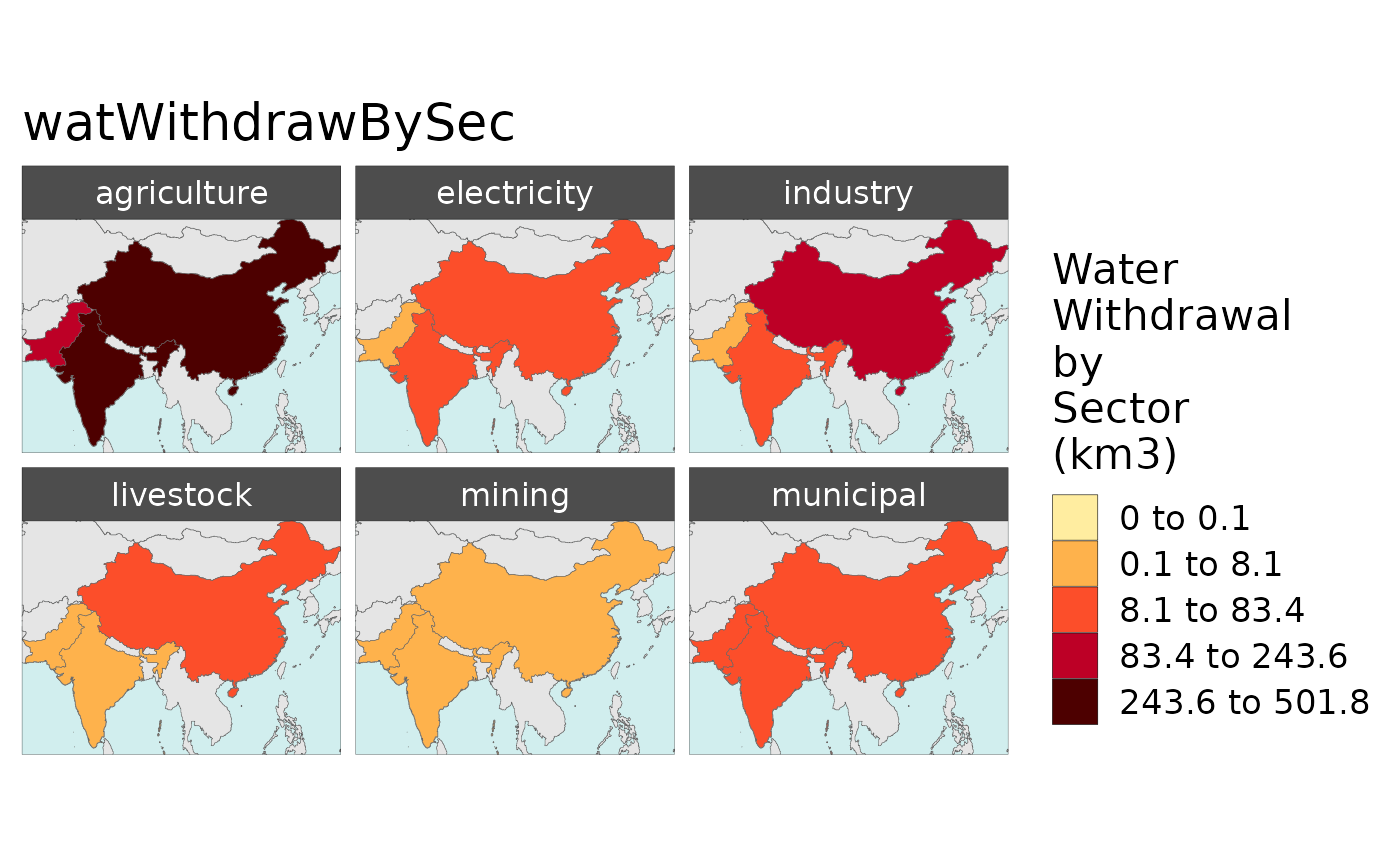 watWithdrawBySec
agriculture
electricity
industry
livestock
mining
municipal
Water
Withdrawal
by
Sector
(km3)
0 to 0.1
0.1 to 8.1
8.1 to 83.4
83.4 to 243.6
243.6 to 501.8